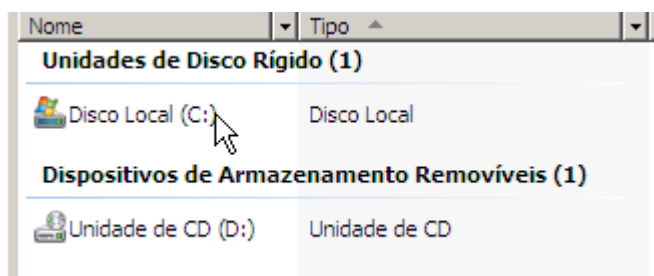 Nome Tipo
Unidades de Disco Rígido (1)
Disco Local (C:) Disco Local
Dispositivos de Armazenamento Removíveis (1)
Unidade de CD (D:) Unidade de CD